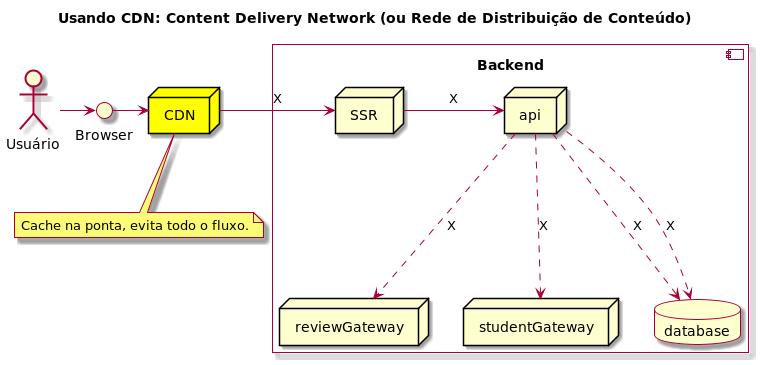 Usando CDN: Content Delivery Network (ou Rede de Distribuição de Conteúdo)
Backend
Usuário
Browser
CDN
X
SSR
X
api
Cache na ponta, evita todo o fluxo.
X
X
X
X
reviewGateway
studentGateway
database